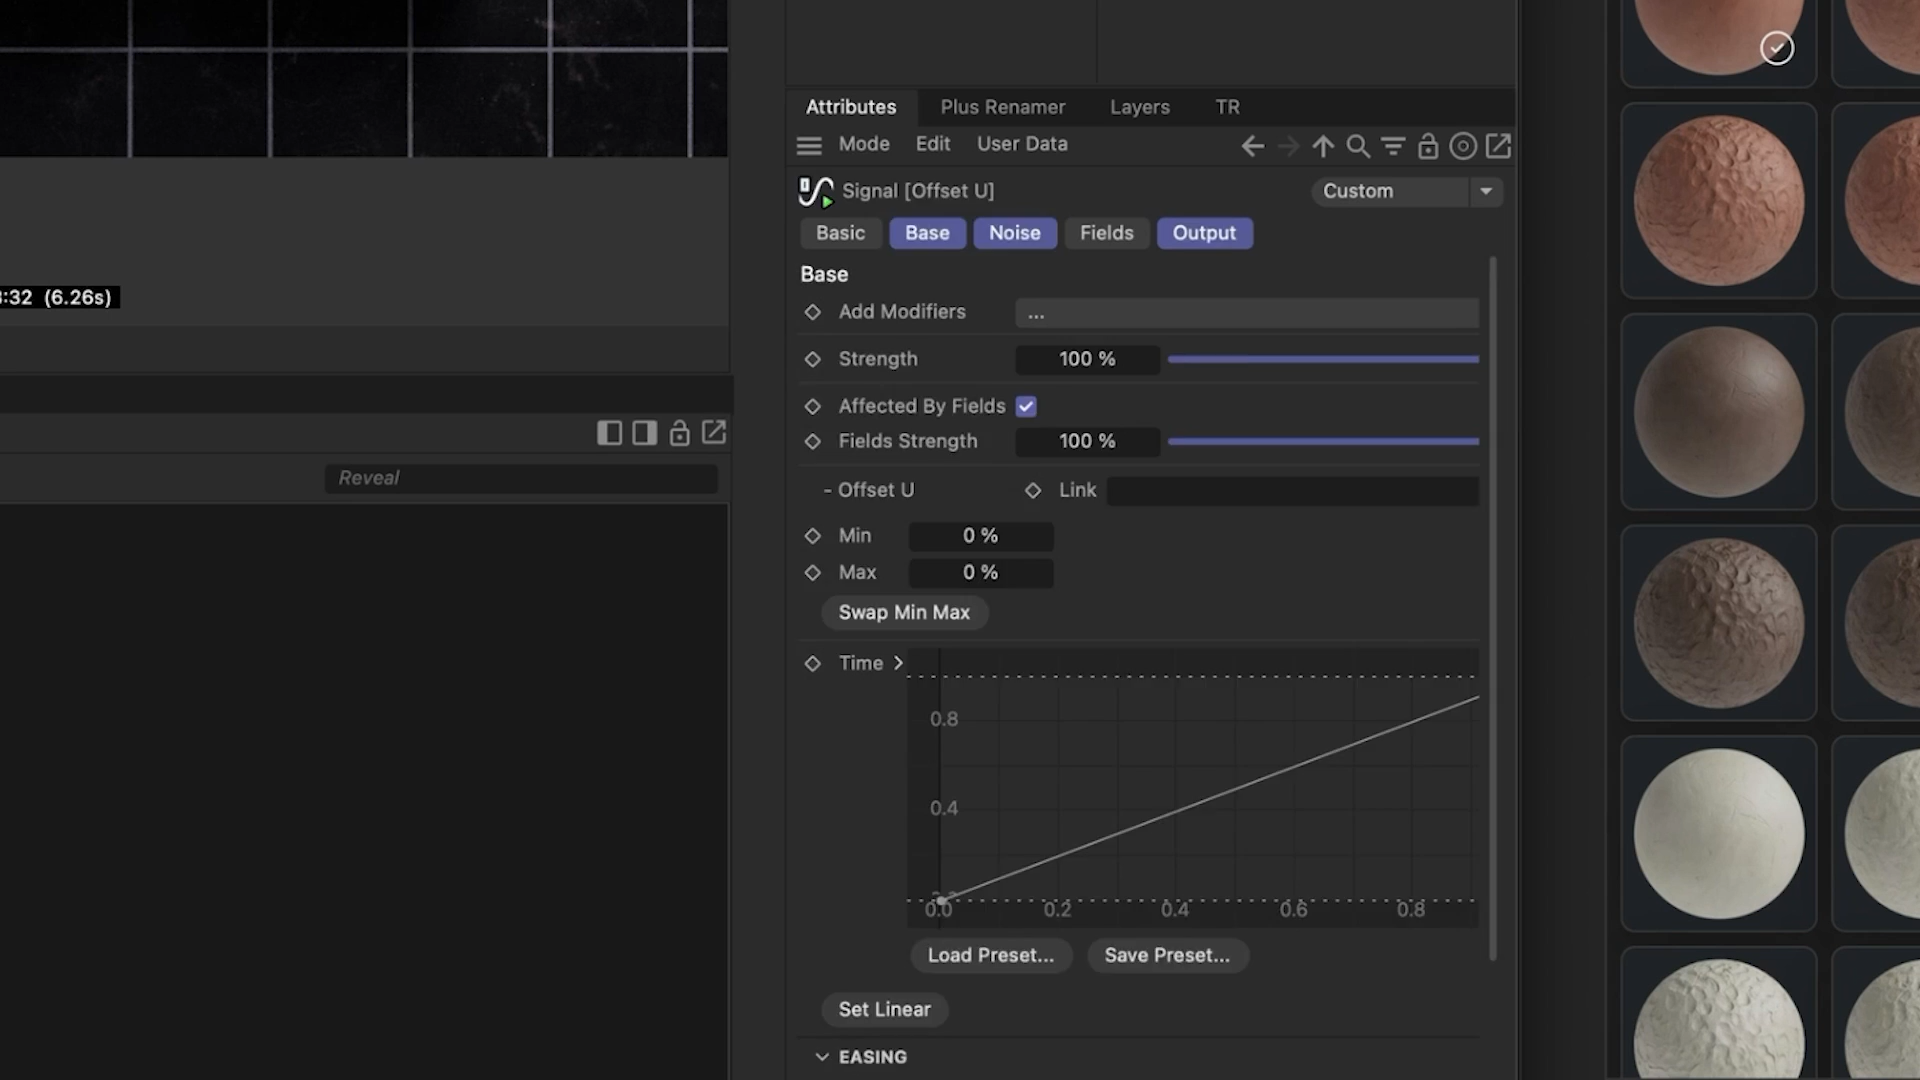 Attributes Plus Renamer Layers TR
Mode Edit User Data
Signal [Offset U] Custom
Basic Base Noise Fields Output
Base
:32 (6.26s)
Add Modifiers ...
Strength 100 %
Affected By Fields
Fields Strength 100 %
Reveal
- Offset U Link
Min 0 %
Max 0 %
Swap Min Max
Time
0.8
0.4
0.0 0.2 0.4 0.6 0.8
Load Preset... Save Preset...
Set Linear
EASING